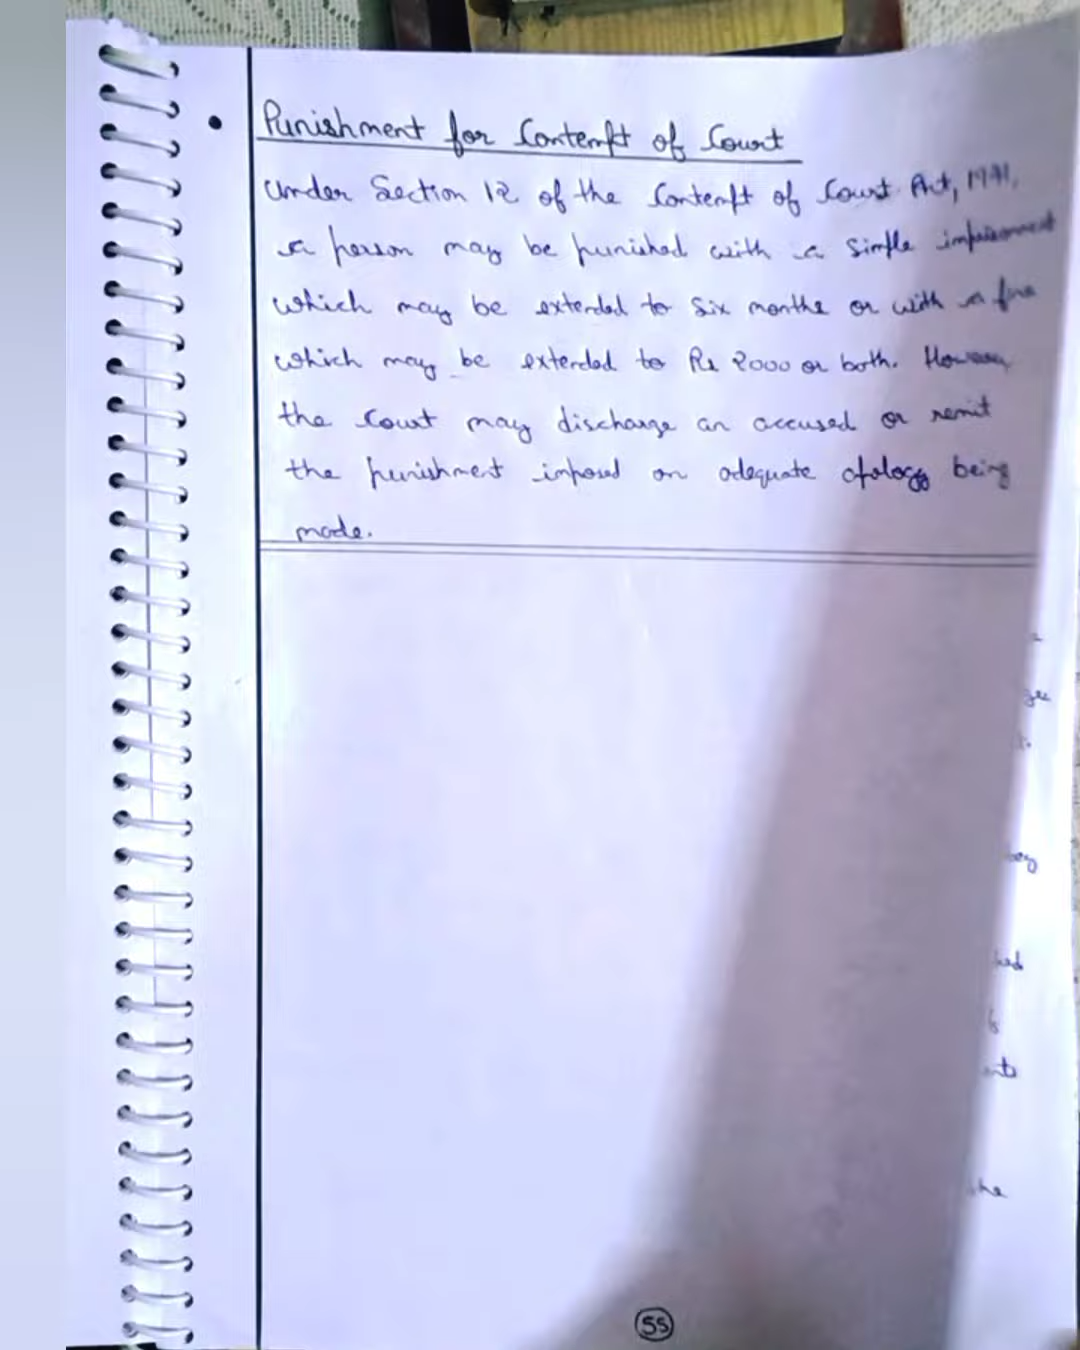 Punishment for Contempt of Court
Under Section 12 of the Contempt of Court Act, 1971,
a person may be punished with a simple imprisonment
which may be extended to six months or with a fine
which may be extended to Rs 2000 or both. However,
the court may discharge an accused or remit
the punishment imposed on adequate apology being
made.
55